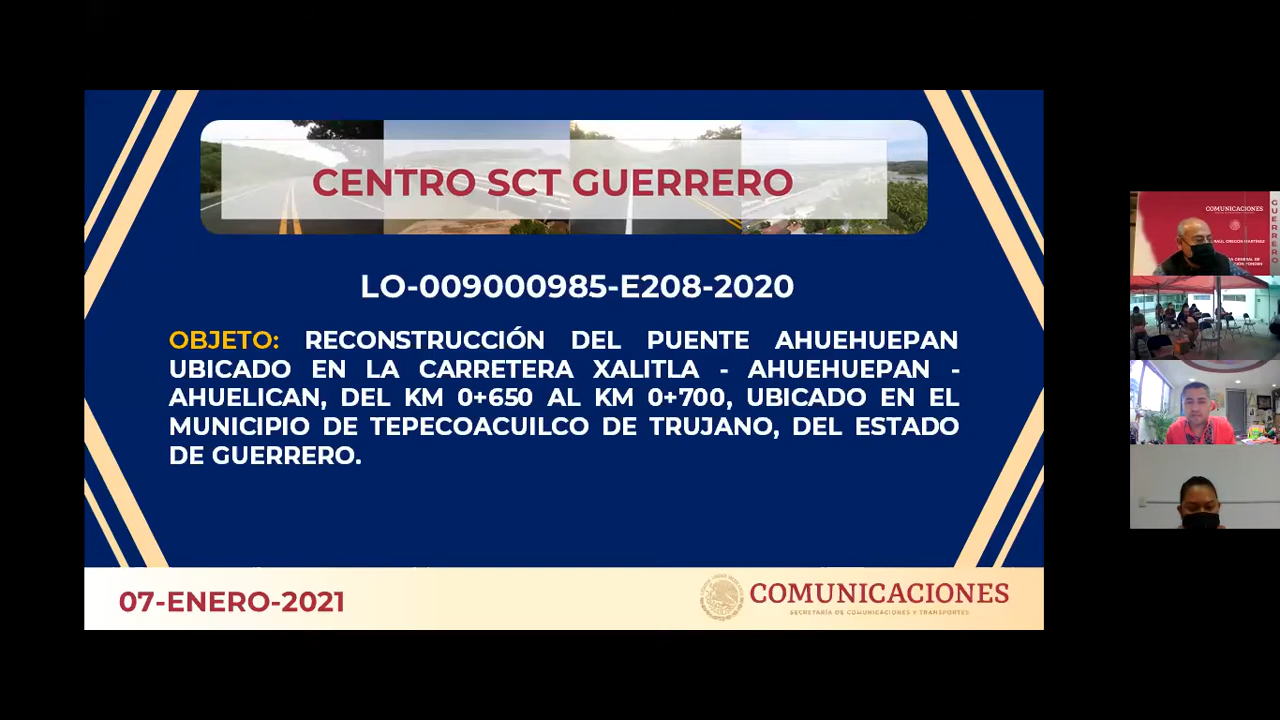 CENTRO SCT GUERRERO
LO-009000985-E208-2020
OBJETO: RECONSTRUCCIÓN DEL PUENTE AHUEHUEPAN
UBICADO EN LA CARRETERA XALITLA - AHUEHUEPAN -
AHUELICAN, DEL KM 0+650 AL KM 0+700, UBICADO EN EL
MUNICIPIO DE TEPECOACUILCO DE TRUJANO, DEL ESTADO
DE GUERRERO.
07-ENERO-2021
COMUNICACIONES
SECRETARÍA DE COMUNICACIONES Y TRANSPORTES
COMUNICACIONES
GUERRERO